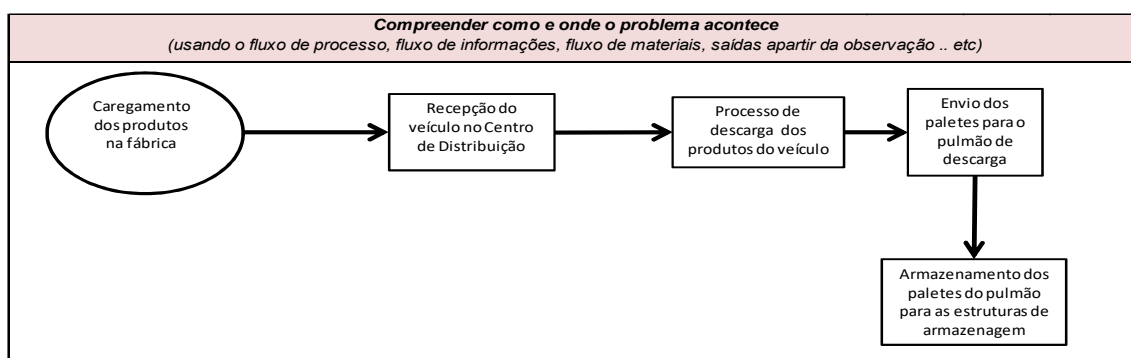 Compreender como e onde o problema acontece
(usando o fluxo de processo, fluxo de informações, fluxo de materiais, saídas apartir da observação .. etc)
Caregamento
dos produtos
na fábrica
Recepção do
veículo no Centro
de Distribuição
Processo de
descarga dos
produtos do veículo
Envio dos
paletes para o
pulmão de
descarga
Armazenamento dos
paletes do pulmão
para as estruturas de
armazenagem